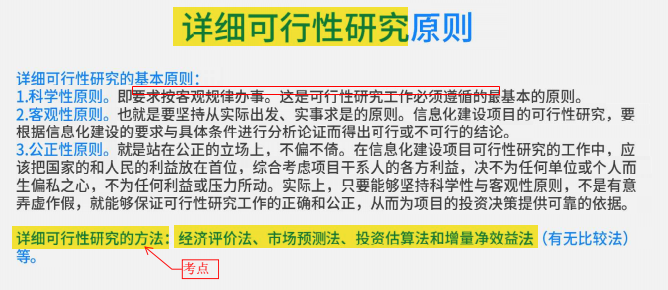 详细可行性研究原则
详细可行性研究的基本原则：
1.科学性原则。即要求按客观规律办事。这是可行性研究工作必须遵循的最基本的原则。
2.客观性原则。也就是要坚持从实际出发、实事求是的原则。信息化建设项目的可行性研究，要
根据信息化建设的要求与具体条件进行分析论证而得出可行或不可行的结论。
3.公正性原则。就是站在公正的立场上，不偏不倚。在信息化建设项目可行性研究的工作中，应
该把国家的和人民的利益放在首位，综合考虑项目干系人的各方利益，决不为任何单位或个人而
生偏私之心，不为任何利益或压力所动。实际上，只要能够坚持科学性与客观性原则，不是有意
弄虚作假，就能够保证可行性研究工作的正确和公正，从而为项目的投资决策提供可靠的依据。
详细可行性研究的方法：经济评价法、市场预测法、投资估算法和增量净效益法（有无比较法）
等。
考点